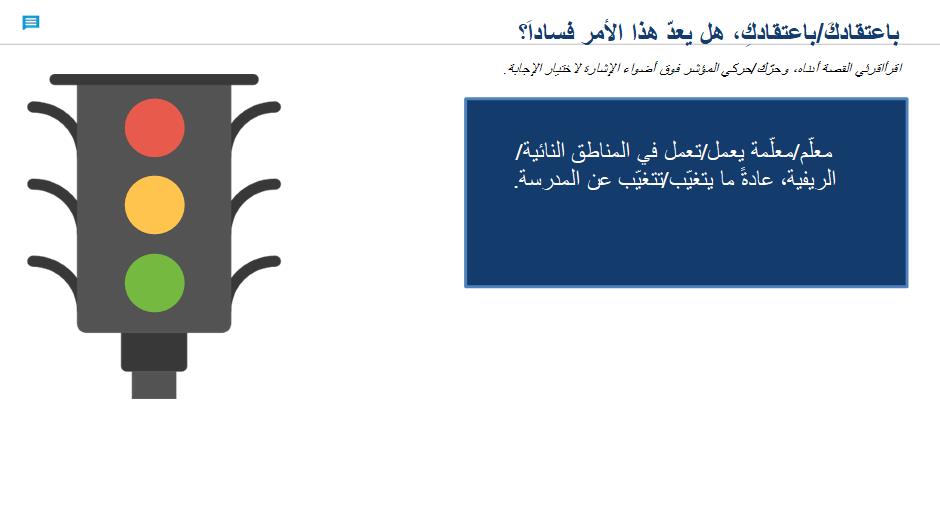 باعتقادكَ/باعتقادكِ، هل يعدّ هذا الأمر فساداً؟
اقرأ/اقرئي القصة أدناه، وحرّك/حركي المؤشر فوق أضواء الإشارة لاختيار الإجابة.
معلّم/معلّمة يعمل/تعمل في المناطق النائية/
الريفية، عادةً ما يتغيّب/تتغيّب عن المدرسة.